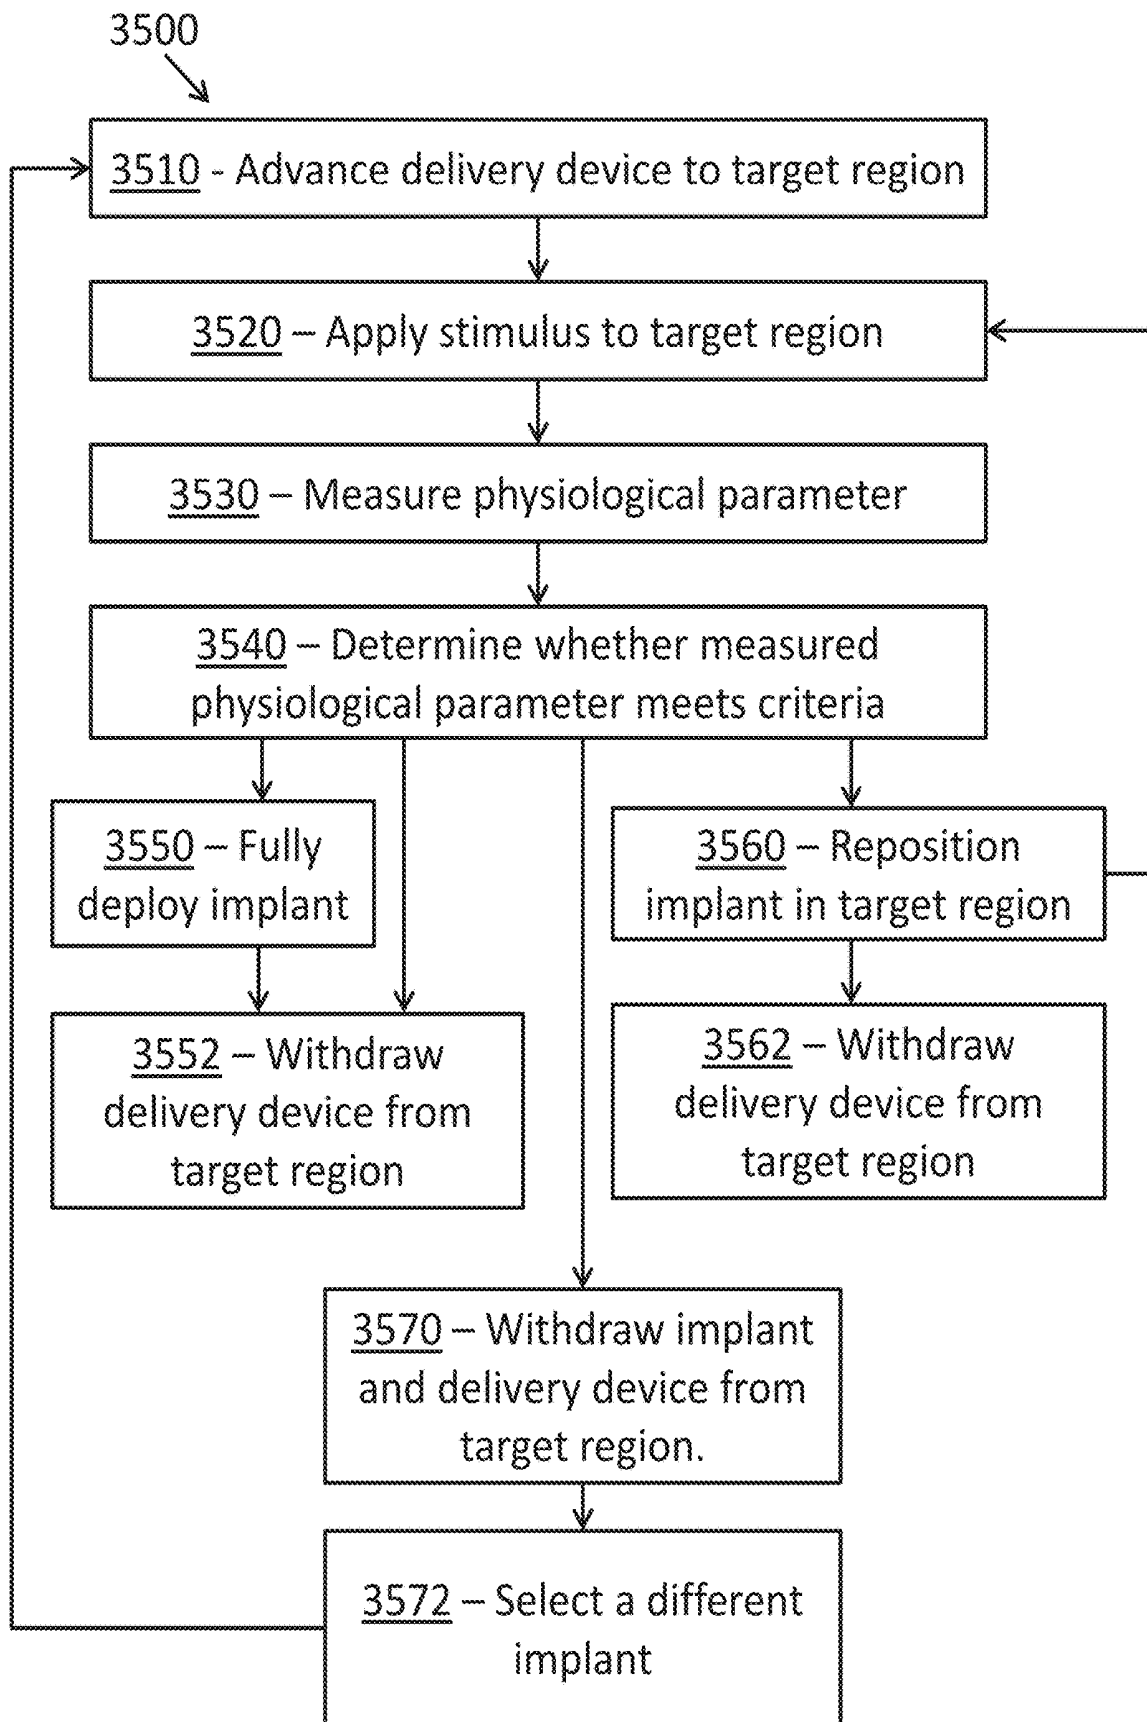 3500
3510 - Advance delivery device to target region
3520 – Apply stimulus to target region
3530 – Measure physiological parameter
3540 – Determine whether measured
physiological parameter meets criteria
3550 – Fully
deploy implant
3560 – Reposition
implant in target region
3552 – Withdraw
delivery device from
target region
3562 – Withdraw
delivery device from
target region
3570 – Withdraw implant
and delivery device from
target region.
3572 – Select a different
implant